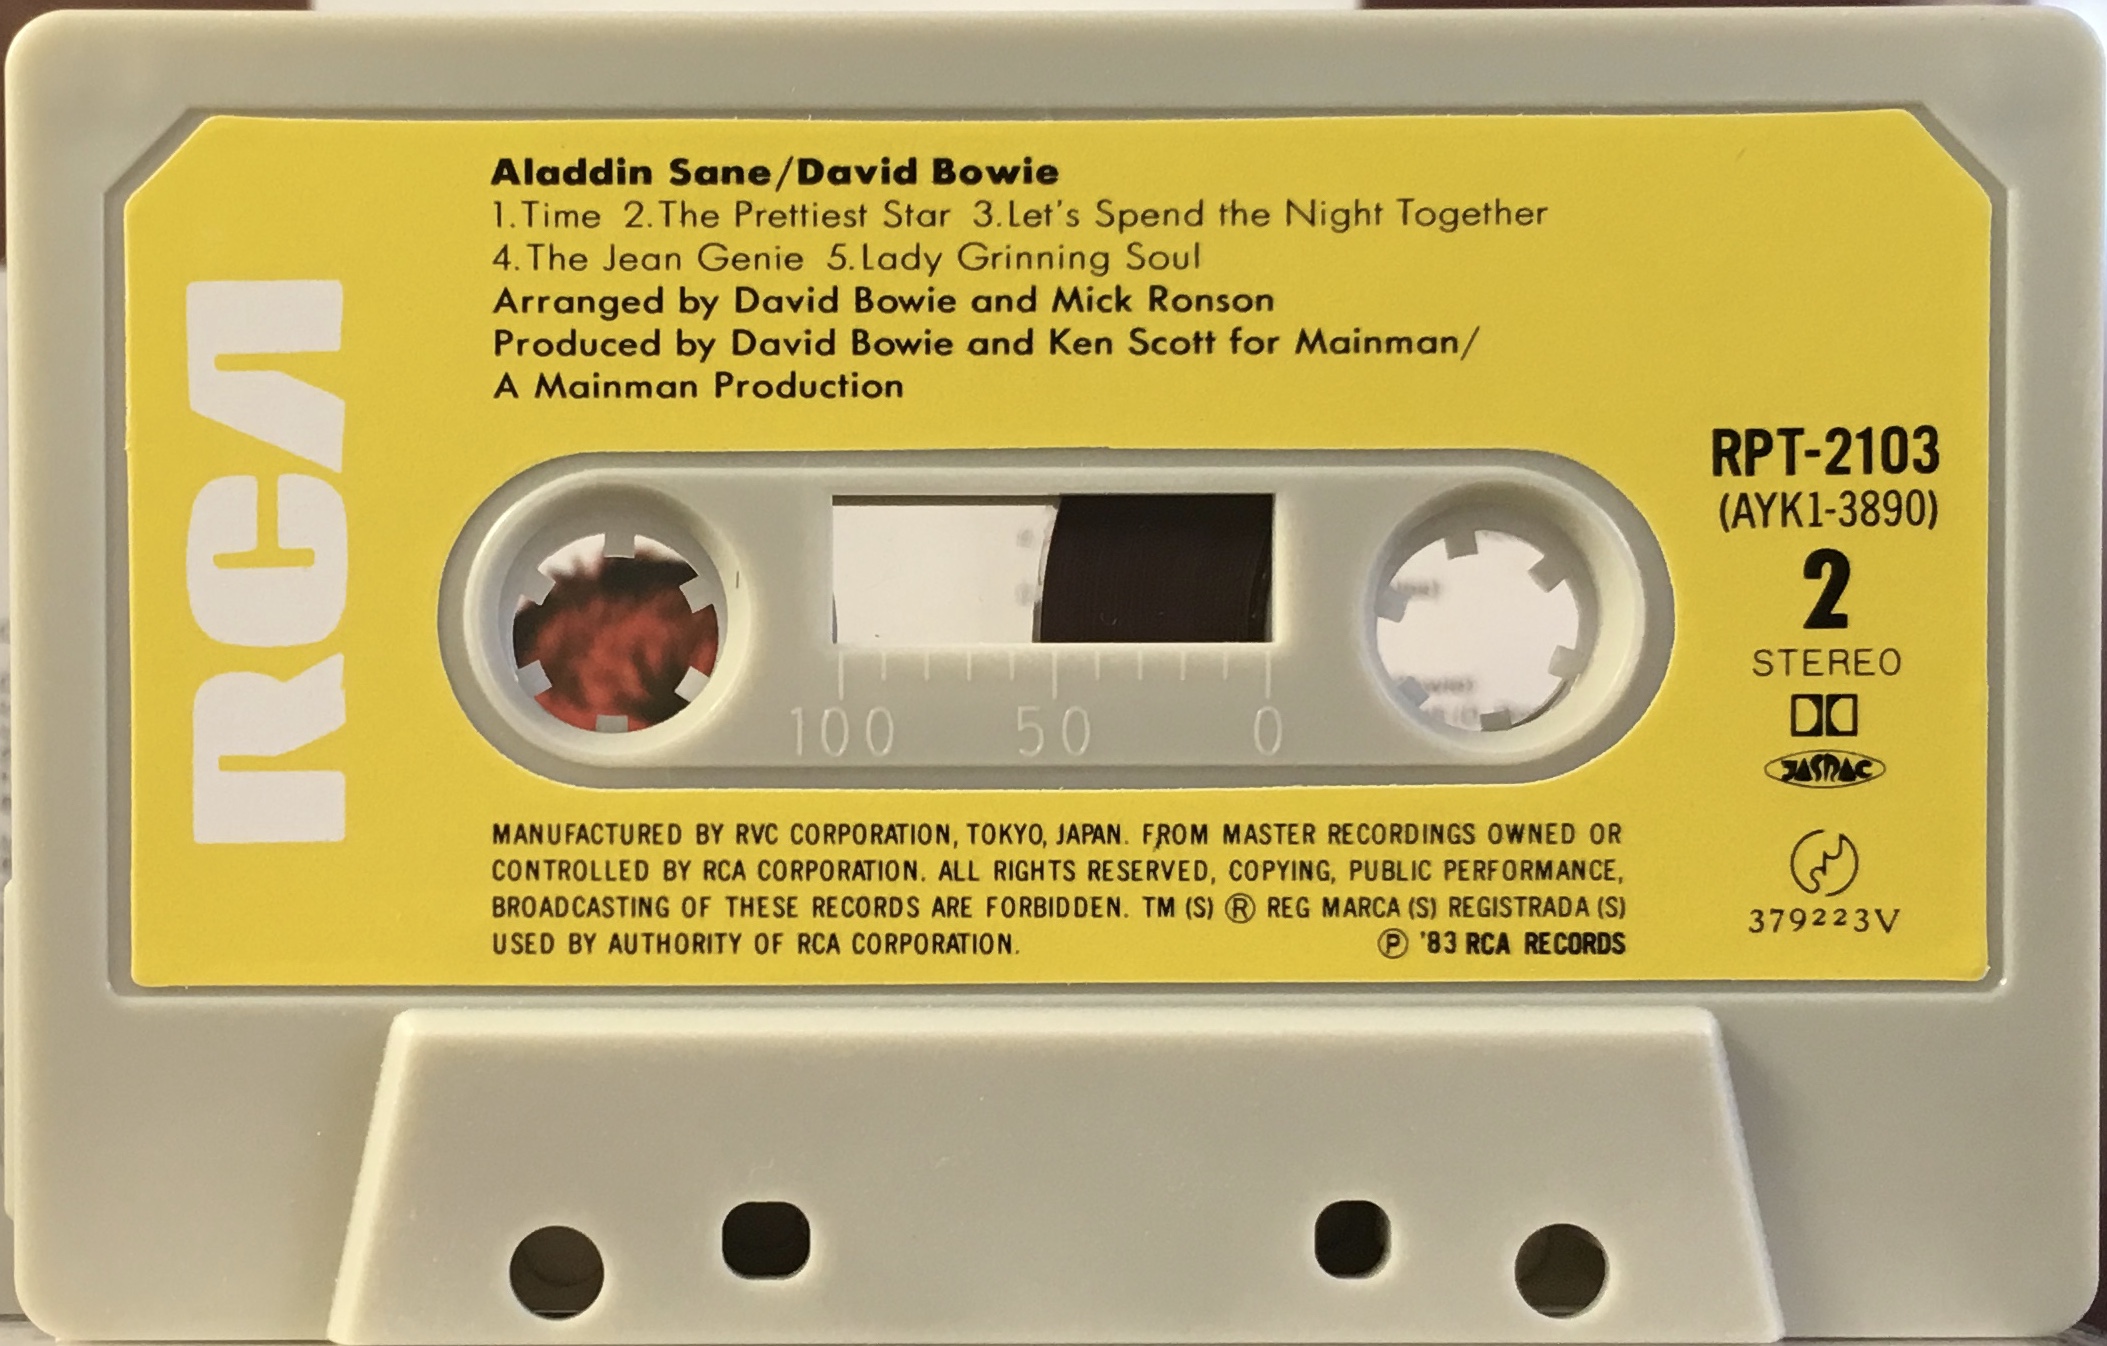 Aladdin Sane/David Bowie
1.Time 2.The Prettiest Star 3.Let's Spend the Night Together
4.The Jean Genie 5.Lady Grinning Soul
Arranged by David Bowie and Mick Ronson
Produced by David Bowie and Ken Scott for Mainman/
A Mainman Production
RCA
RPT-2103
(AYK1-3890)
2
STEREO
JASRAC
379223V
100 50 0
MANUFACTURED BY RVC CORPORATION, TOKYO, JAPAN. FROM MASTER RECORDINGS OWNED OR
CONTROLLED BY RCA CORPORATION. ALL RIGHTS RESERVED, COPYING, PUBLIC PERFORMANCE,
BROADCASTING OF THESE RECORDS ARE FORBIDDEN. TM (S) ® REG MARCA (S) REGISTRADA (S)
USED BY AUTHORITY OF RCA CORPORATION. ℗ '83 RCA RECORDS